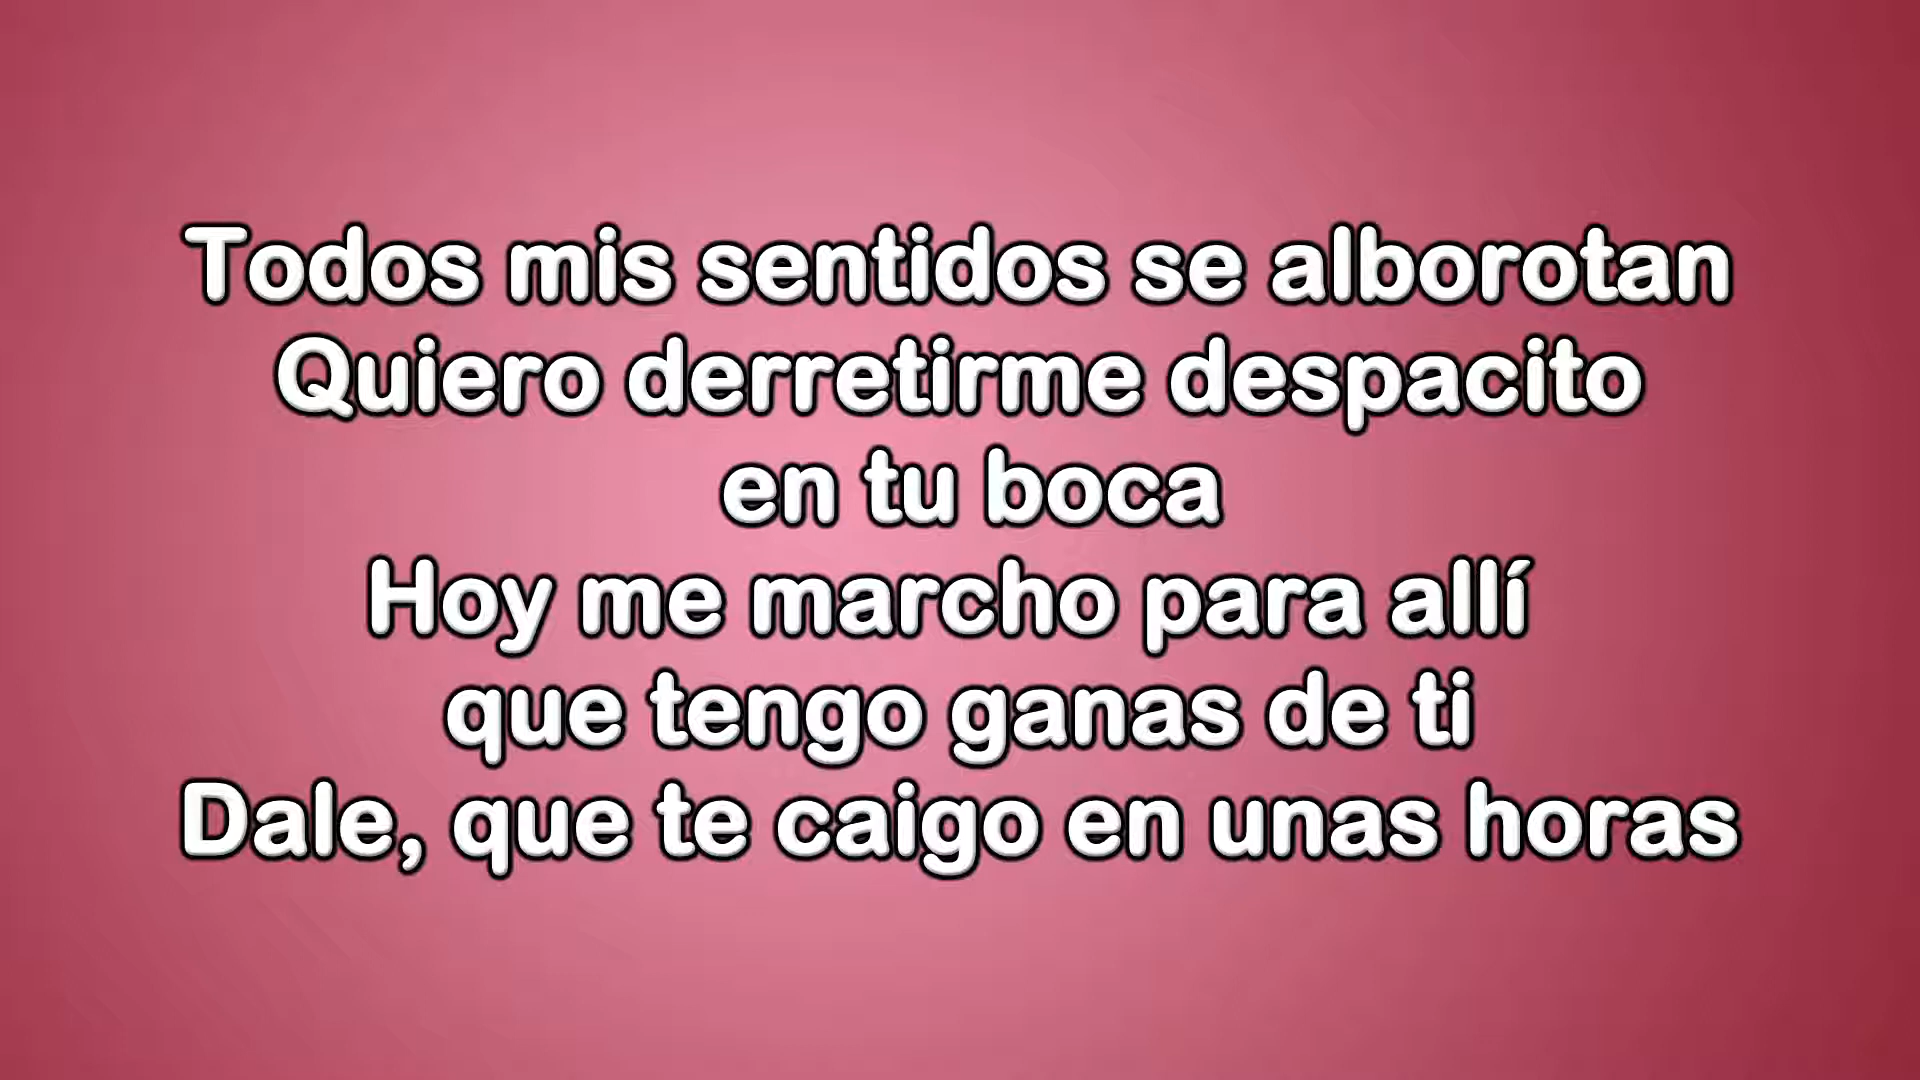 Todos mis sentidos se alborotan
Quiero derretirme despacito
en tu boca
Hoy me marcho para allí
que tengo ganas de ti
Dale, que te caigo en unas horas